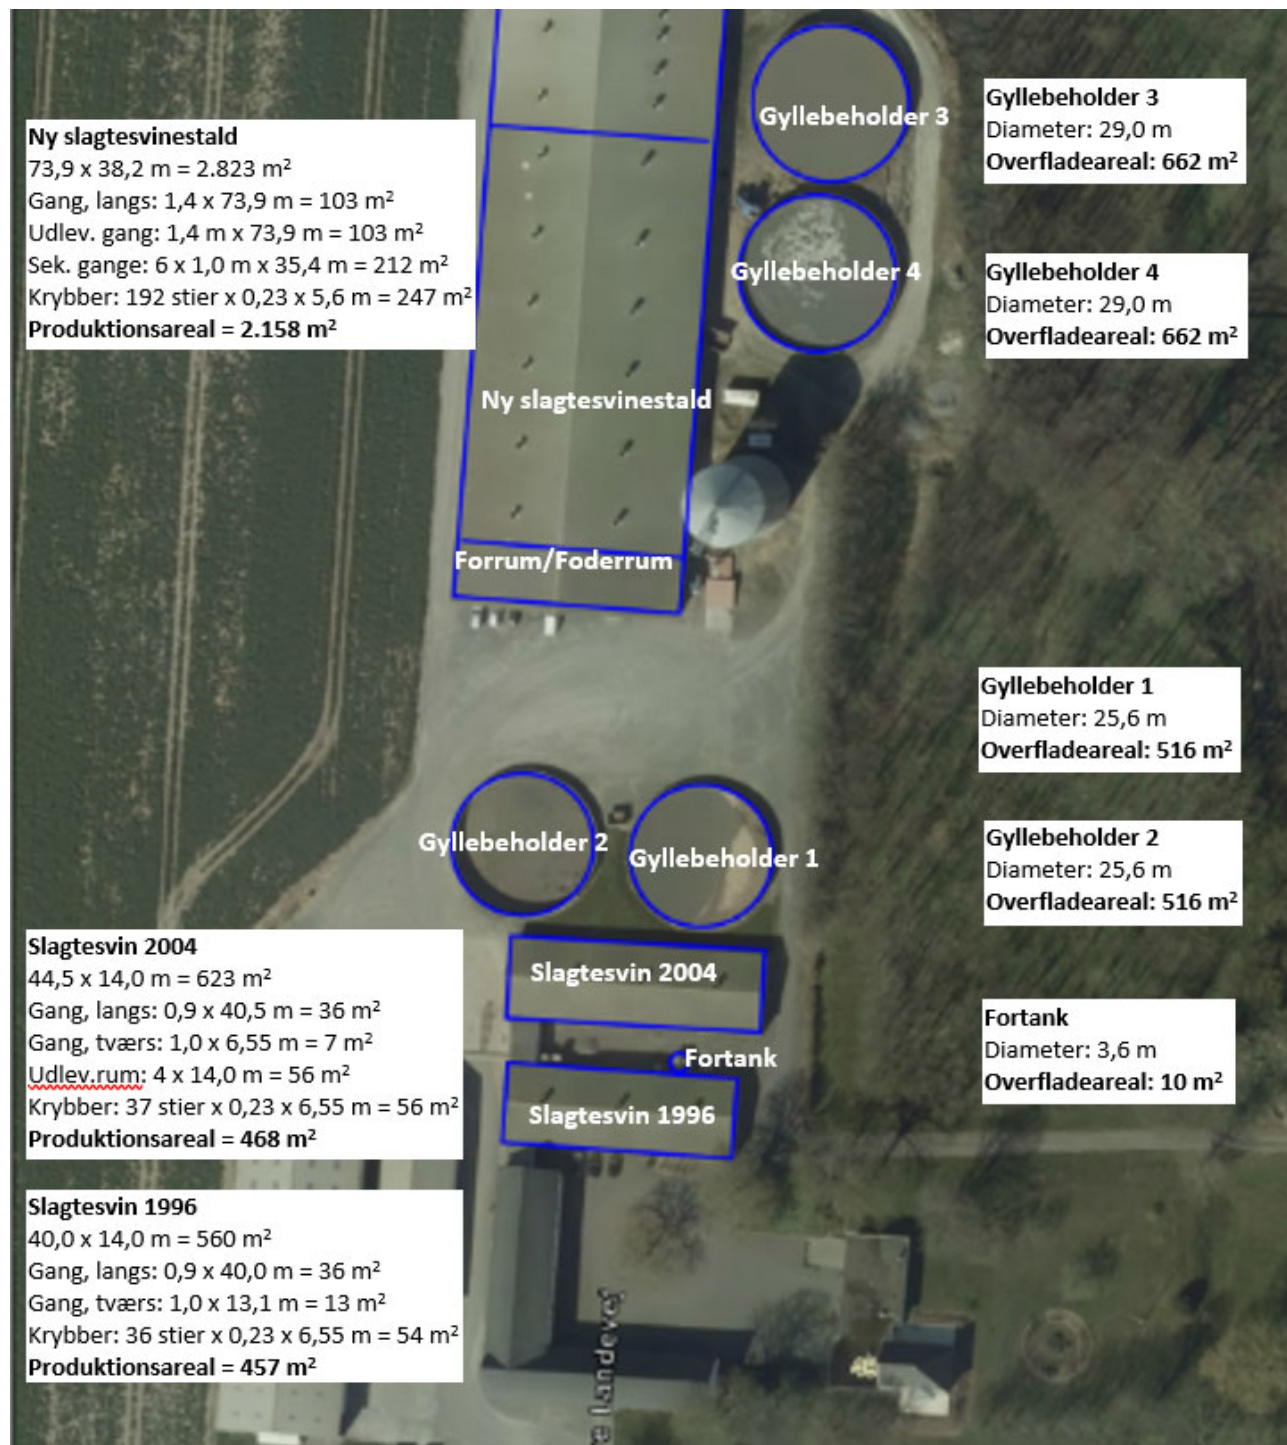 Ny slagtesvinestald
73,9 x 38,2 m = 2.823 m²
Gang, langs: 1,4 x 73,9 m = 103 m²
Udlev. gang: 1,4 m x 73,9 m = 103 m²
Sek. gange: 6 x 1,0 m x 35,4 m = 212 m²
Krybber: 192 stier x 0,23 x 5,6 m = 247 m²
Produktionsareal = 2.158 m²
Gyllebeholder 3
Gyllebeholder 4
Ny slagtesvinestald
Forrum/Foderrum
Gyllebeholder 3
Diameter: 29,0 m
Overfladeareal: 662 m²
Gyllebeholder 4
Diameter: 29,0 m
Overfladeareal: 662 m²
Gyllebeholder 1
Diameter: 25,6 m
Overfladeareal: 516 m²
Gyllebeholder 2
Gyllebeholder 1
Gyllebeholder 2
Diameter: 25,6 m
Overfladeareal: 516 m²
Slagtesvin 2004
44,5 x 14,0 m = 623 m²
Gang, langs: 0,9 x 40,5 m = 36 m²
Gang, tværs: 1,0 x 6,55 m = 7 m²
Udlev.rum: 4 x 14,0 m = 56 m²
Krybber: 37 stier x 0,23 x 6,55 m = 56 m²
Produktionsareal = 468 m²
Slagtesvin 2004
Fortank
Slagtesvin 1996
Fortank
Diameter: 3,6 m
Overfladeareal: 10 m²
Slagtesvin 1996
40,0 x 14,0 m = 560 m²
Gang, langs: 0,9 x 40,0 m = 36 m²
Gang, tværs: 1,0 x 13,1 m = 13 m²
Krybber: 36 stier x 0,23 x 6,55 m = 54 m²
Produktionsareal = 457 m²
Landevej